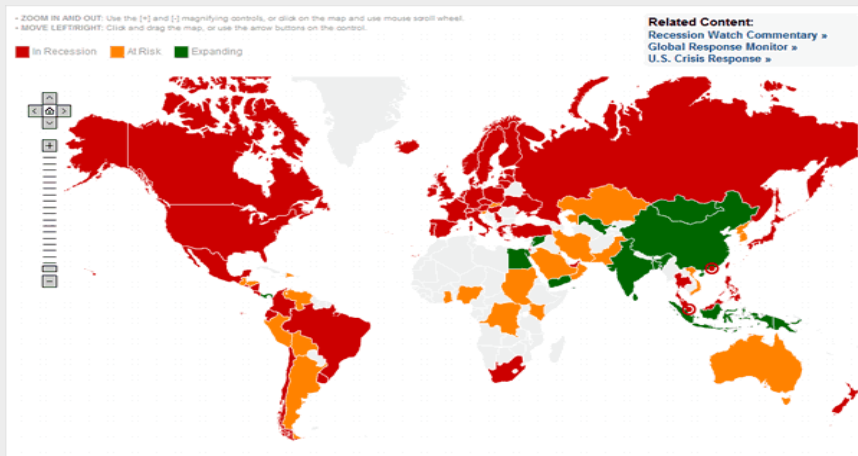 - ZOOM IN AND OUT: Use the [+] and [-] magnifying controls, or click on the map and use mouse scroll wheel.
- MOVE LEFT/RIGHT: Click and drag the map, or use the arrow buttons on the control.
In Recession At Risk Expanding
Related Content:
Recession Watch Commentary »
Global Response Monitor »
U.S. Crisis Response »